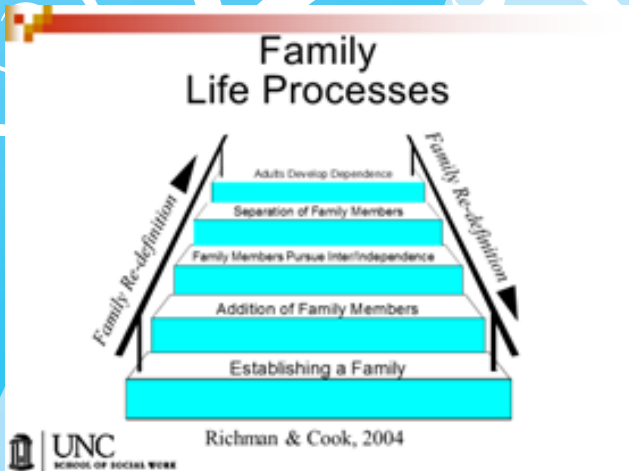 Family
Life Processes
Adults Develop Dependence
Separation of Family Members
Family Members Pursue Inter/Independence
Addition of Family Members
Establishing a Family
Family Re-definition
Family Re-definition
Richman & Cook, 2004
UNC
SCHOOL OF SOCIAL WORK